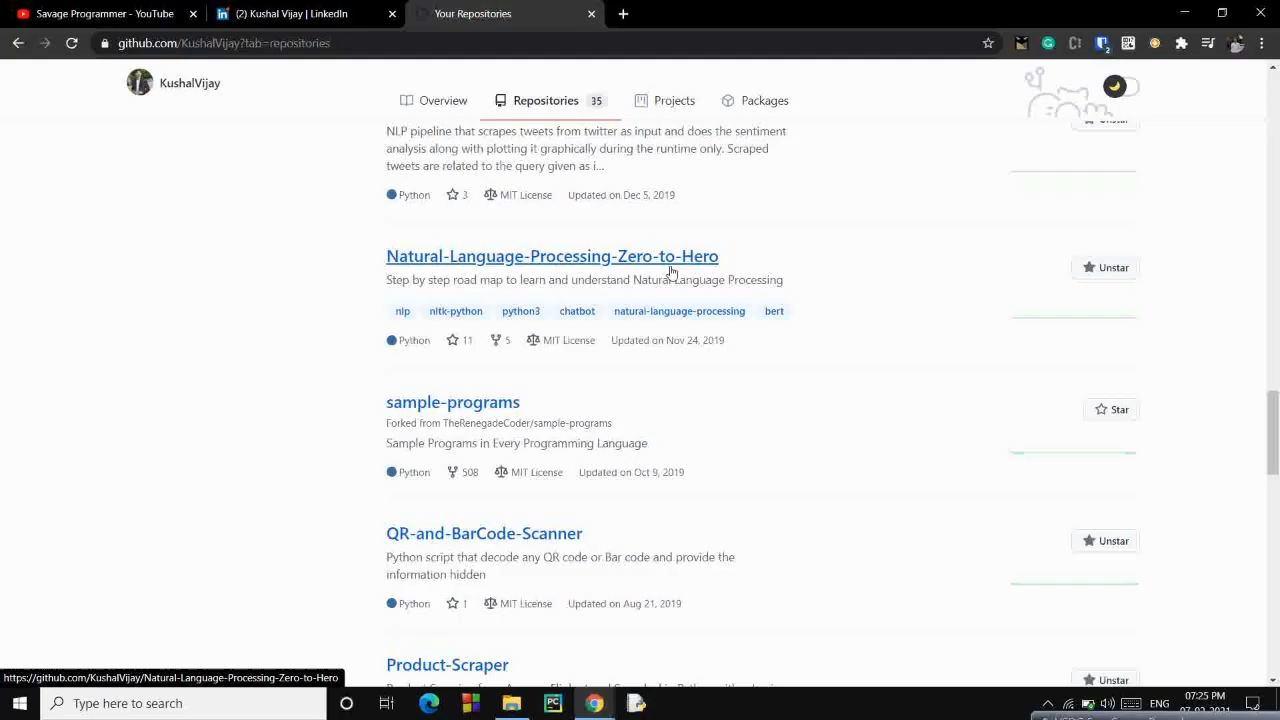 Savage Programmer - YouTube
(2) Kushal Vijay | LinkedIn
Your Repositories
github.com/KushalVijay?tab=repositories
KushalVijay
Overview
Repositories 35
Projects
Packages
Unstar
NLP pipeline that scrapes tweets from twitter as input and does the sentiment
analysis along with plotting it graphically during the runtime only. Scraped
tweets are related to the query given as i...
Python 3 MIT License Updated on Dec 5, 2019
Natural-Language-Processing-Zero-to-Hero
Unstar
Step by step road map to learn and understand Natural Language Processing
nlp nltk-python python3 chatbot natural-language-processing bert
Python 11 5 MIT License Updated on Nov 24, 2019
sample-programs
Star
Forked from TheRenegadeCoder/sample-programs
Sample Programs in Every Programming Language
Python 508 MIT License Updated on Oct 9, 2019
QR-and-BarCode-Scanner
Unstar
Python script that decode any QR code or Bar code and provide the
information hidden
Python 1 MIT License Updated on Aug 21, 2019
Product-Scraper
Unstar
https://github.com/KushalVijay/Natural-Language-Processing-Zero-to-Hero
Type here to search
ENG
07:25 PM